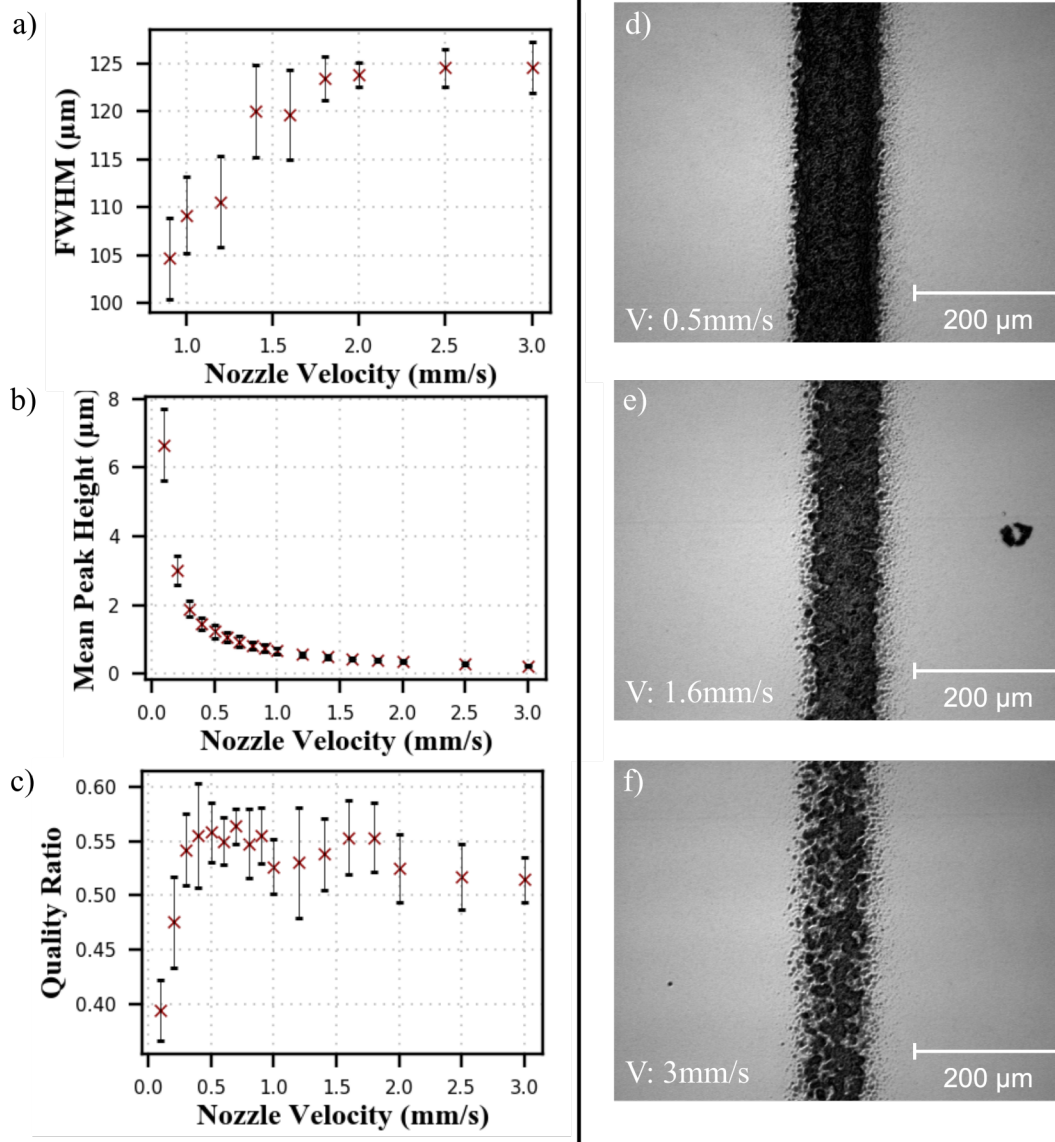 a)
FWHM (µm)
125
120
115
110
105
100
1.0 1.5 2.0 2.5 3.0
Nozzle Velocity (mm/s)
b)
Mean Peak Height (µm)
8
6
4
2
0
0.0 0.5 1.0 1.5 2.0 2.5 3.0
Nozzle Velocity (mm/s)
c)
Quality Ratio
0.60
0.55
0.50
0.45
0.40
0.0 0.5 1.0 1.5 2.0 2.5 3.0
Nozzle Velocity (mm/s)
d)
V: 0.5mm/s
200 µm
e)
V: 1.6mm/s
200 µm
f)
V: 3mm/s
200 µm